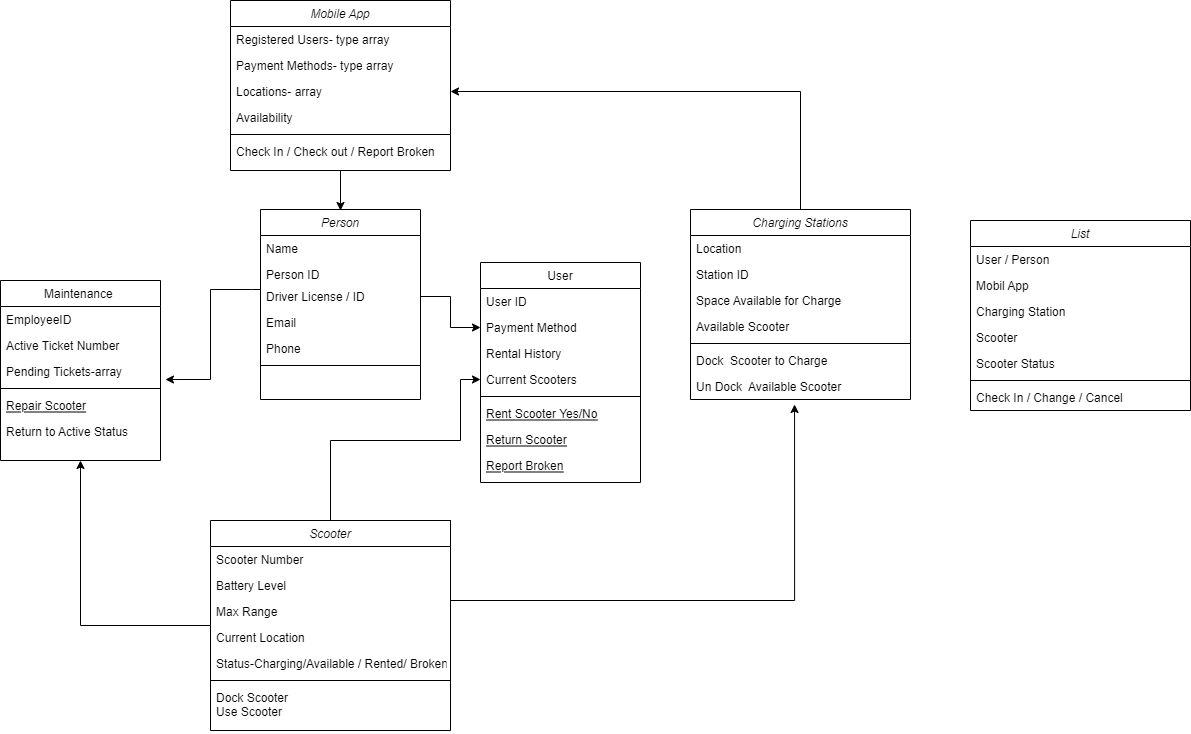 Mobile App
Registered Users- type array
Payment Methods- type array
Locations- array
Availability
Check In / Check out / Report Broken
Person
Name
Person ID
Driver License / ID
Email
Phone
Charging Stations
Location
Station ID
Space Available for Charge
Available Scooter
Dock  Scooter to Charge
Un Dock  Available Scooter
List
User / Person
Mobil App
Charging Station
Scooter
Scooter Status
Check In / Change / Cancel
User
User ID
Payment Method
Rental History
Current Scooters
Rent Scooter Yes/No
Return Scooter
Report Broken
Maintenance
EmployeeID
Active Ticket Number
Pending Tickets-array
Repair Scooter
Return to Active Status
Scooter
Scooter Number
Battery Level
Max Range
Current Location
Status-Charging/Available / Rented/ Broken
Dock Scooter
Use Scooter